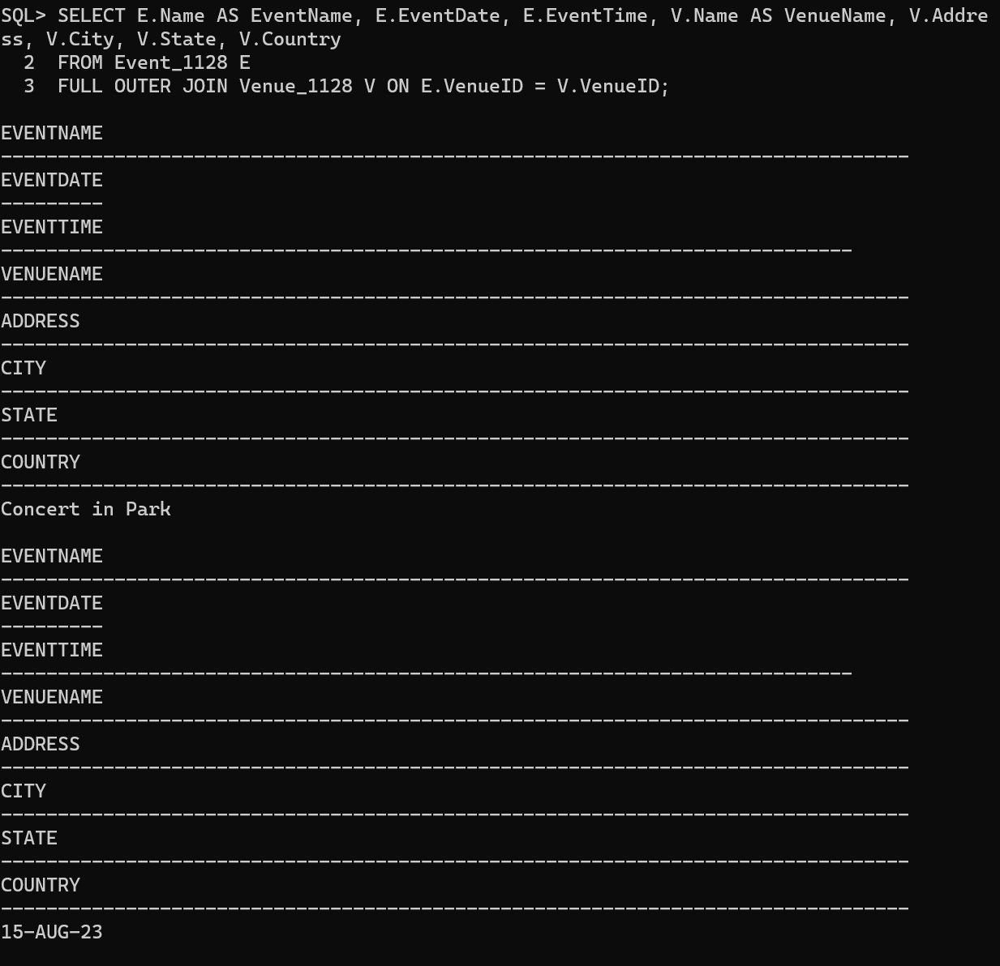 SQL> SELECT E.Name AS EventName, E.EventDate, E.EventTime, V.Name AS VenueName, V.Addre
ss, V.City, V.State, V.Country
  2  FROM Event_1128 E
  3  FULL OUTER JOIN Venue_1128 V ON E.VenueID = V.VenueID;

EVENTNAME
--------------------------------------------------------------------------------
EVENTDATE
---------
EVENTTIME
---------------------------------------------------------------------------
VENUENAME
--------------------------------------------------------------------------------
ADDRESS
--------------------------------------------------------------------------------
CITY
--------------------------------------------------------------------------------
STATE
--------------------------------------------------------------------------------
COUNTRY
--------------------------------------------------------------------------------
Concert in Park

EVENTNAME
--------------------------------------------------------------------------------
EVENTDATE
---------
EVENTTIME
---------------------------------------------------------------------------
VENUENAME
--------------------------------------------------------------------------------
ADDRESS
--------------------------------------------------------------------------------
CITY
--------------------------------------------------------------------------------
STATE
--------------------------------------------------------------------------------
COUNTRY
--------------------------------------------------------------------------------
15-AUG-23